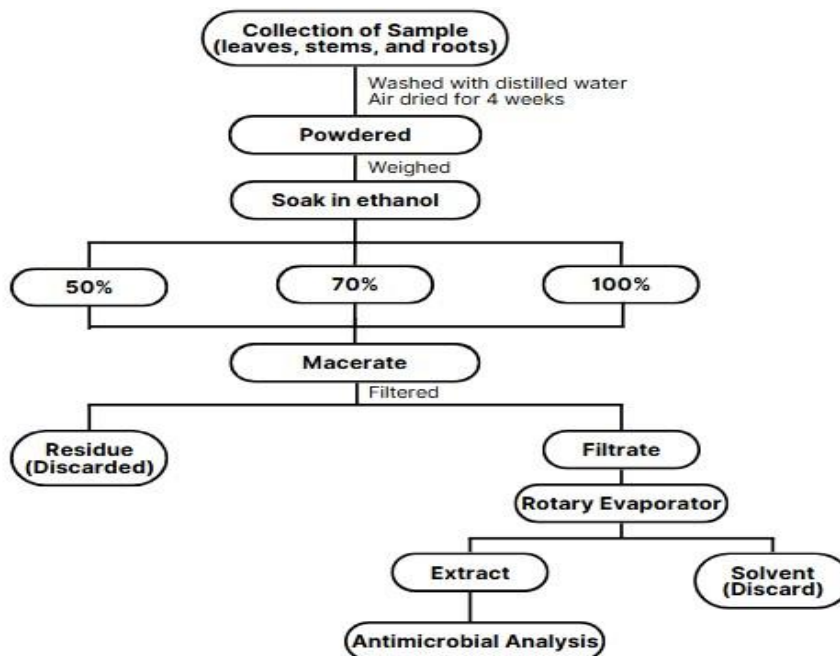 Collection of Sample
(leaves, stems, and roots)
Washed with distilled water
Air dried for 4 weeks
Powdered
Weighed
Soak in ethanol
50%
70%
100%
Macerate
Filtered
Residue
(Discarded)
Filtrate
Rotary Evaporator
Extract
Solvent
(Discard)
Antimicrobial Analysis